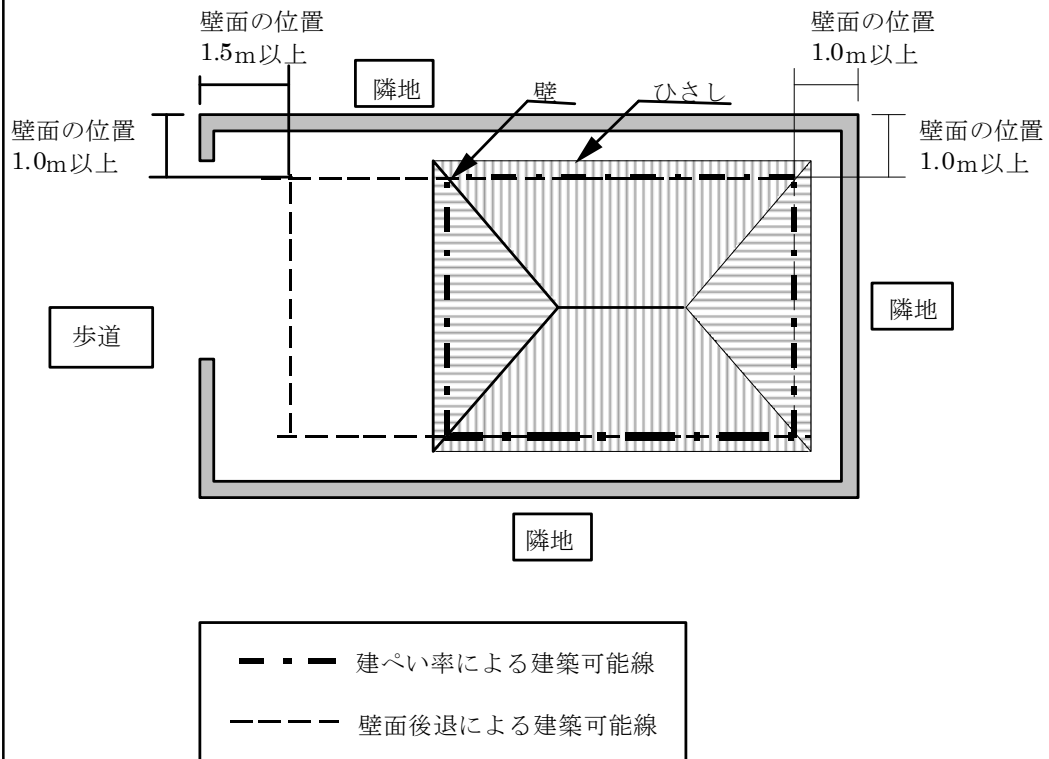 壁面の位置
1.5m以上
壁面の位置
1.0m以上
隣地
壁
ひさし
壁面の位置
1.0m以上
壁面の位置
1.0m以上
隣地
歩道
隣地
建ぺい率による建築可能線
壁面後退による建築可能線